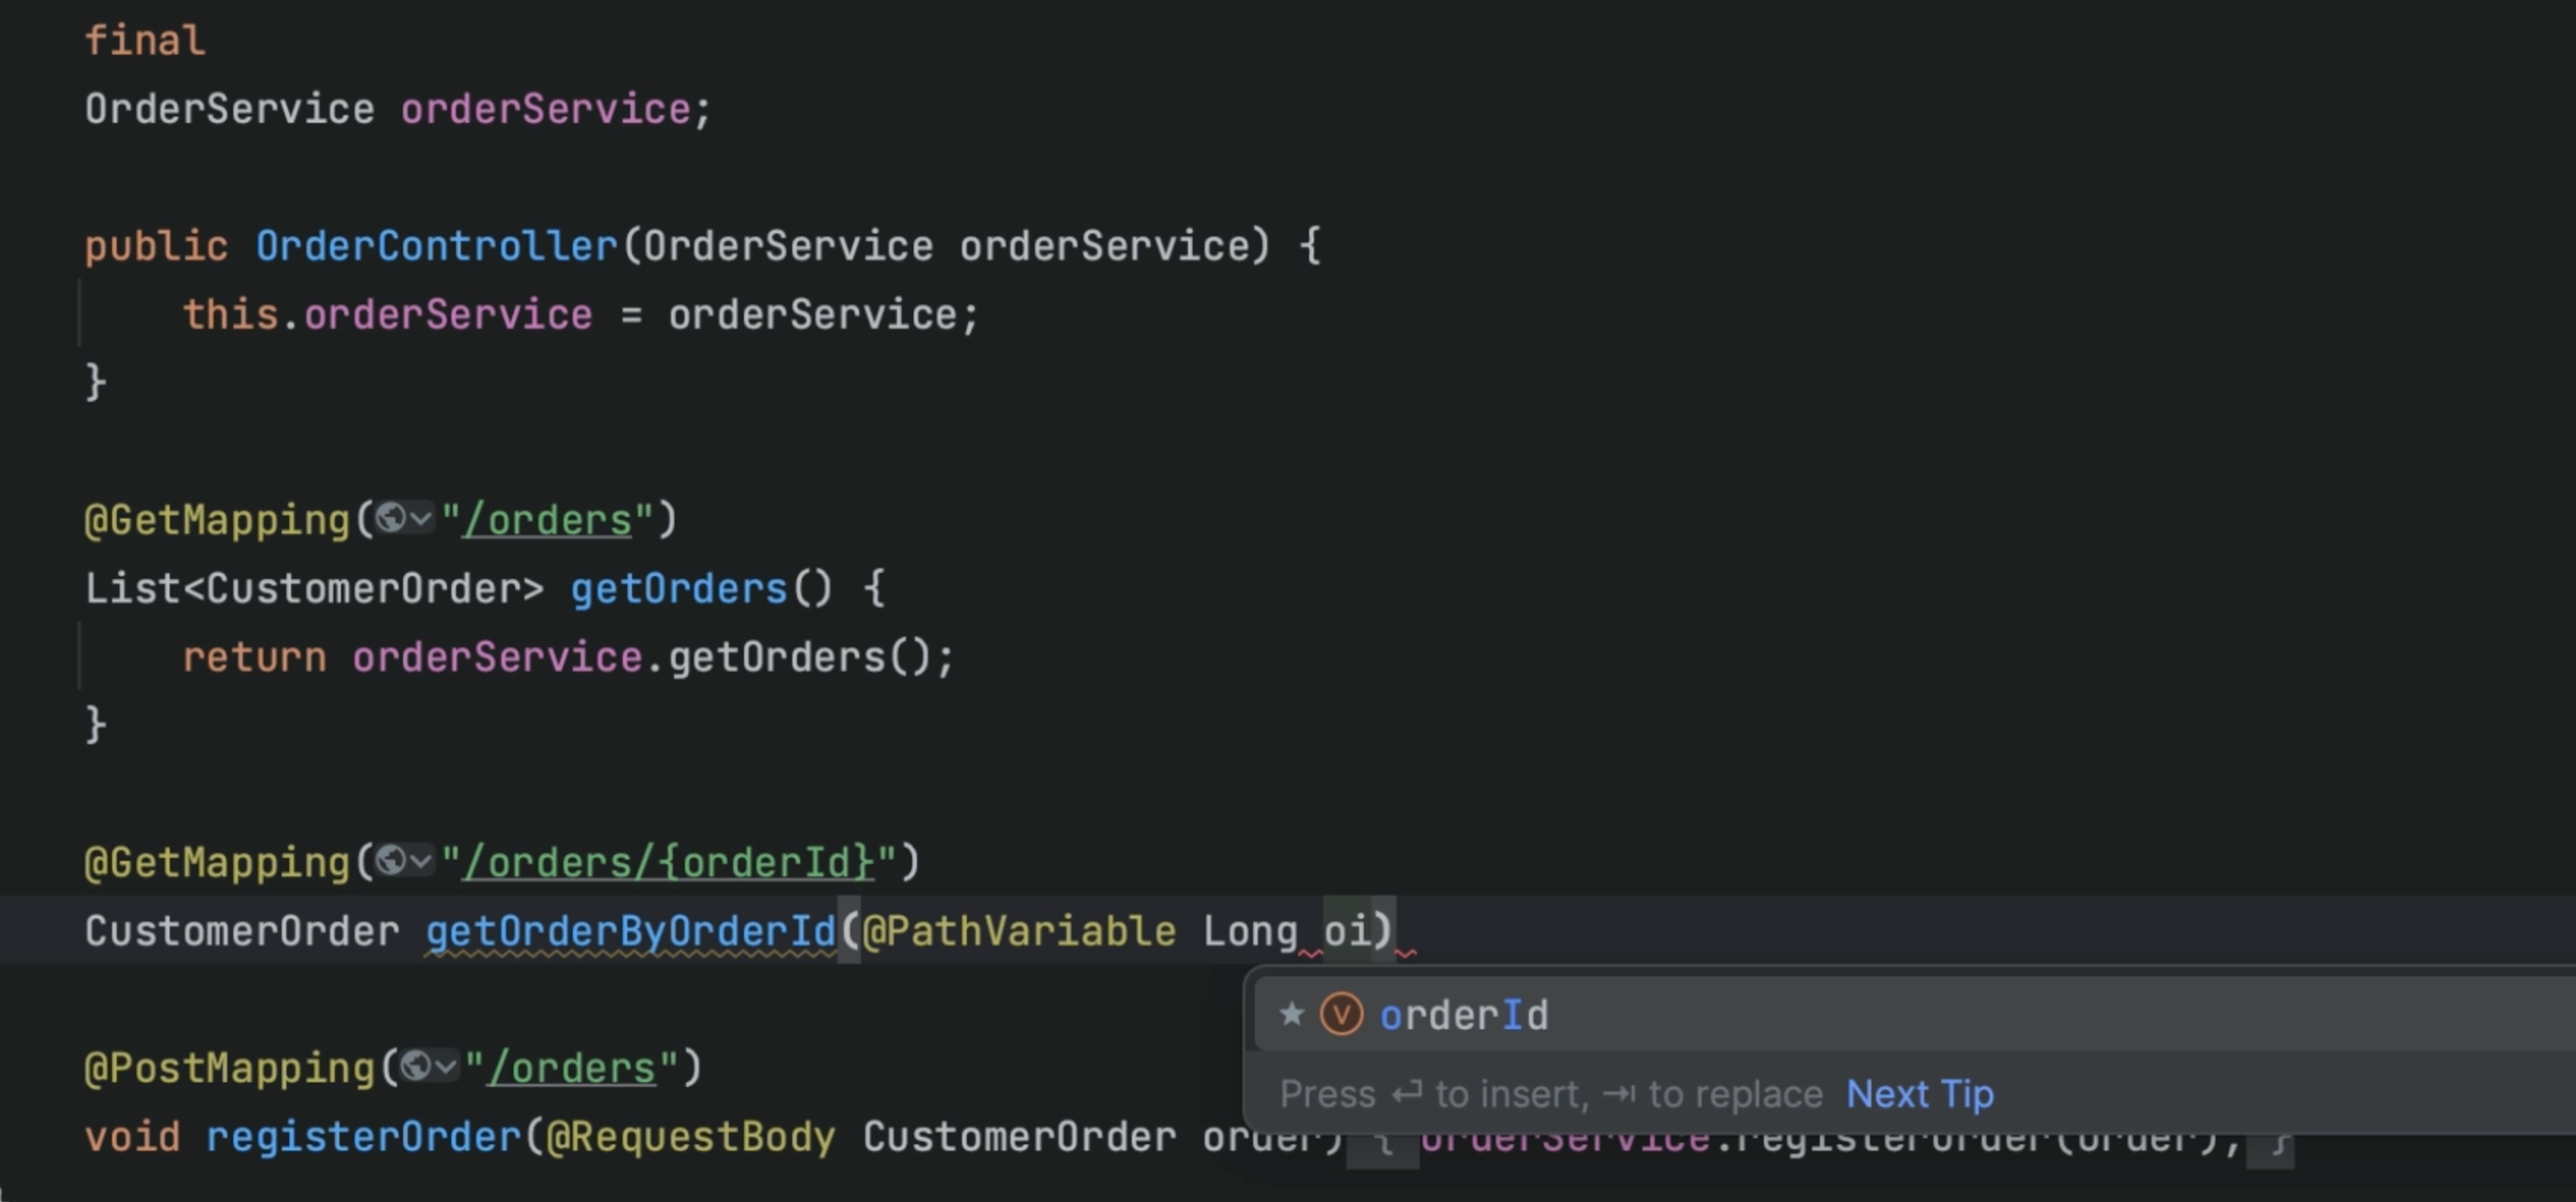 final
OrderService orderService;
public OrderController(OrderService orderService) {
this.orderService = orderService;
}
@GetMapping("/orders")
List<CustomerOrder> getOrders() {
return orderService.getOrders();
}
@GetMapping("/orders/{orderId}")
CustomerOrder getOrderByOrderId(@PathVariable Long oi)
orderId
Press ↵ to insert, ⇥ to replace Next Tip
@PostMapping("/orders")
void registerOrder(@RequestBody CustomerOrder order) { orderService.registerOrder(order); }